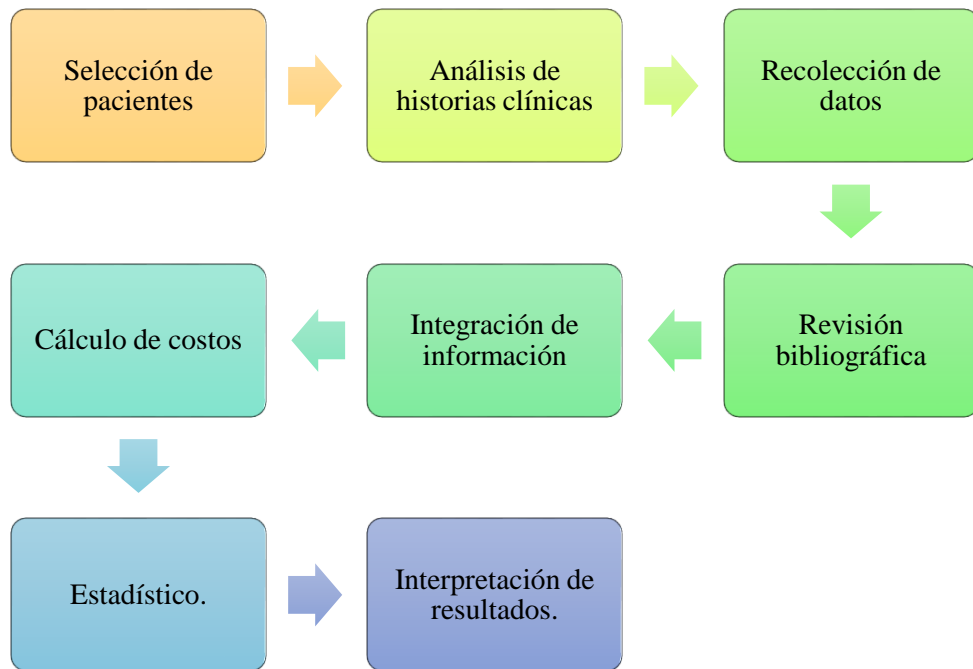 Selección de
pacientes
Análisis de
historias clínicas
Recolección de
datos
Revisión
bibliográfica
Integración de
información
Cálculo de costos
Estadístico.
Interpretación de
resultados.